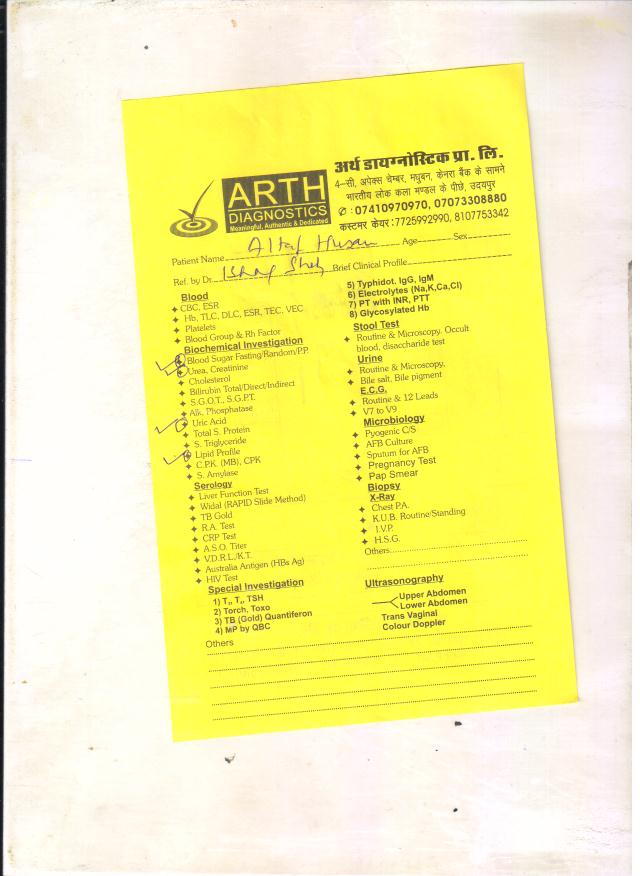 अर्थ डायग्नोस्टिक प्रा. लि.
4–सी, अपेक्स चेम्बर, मधुबन, केनरा बैंक के सामने
भारतीय लोक कला मण्डल के पीछे, उदयपुर
✆ : 07410970970, 07073308880
कस्टमर केयर : 7725992990, 8107753342
ARTH
DIAGNOSTICS
Meaningful, Authentic & Dedicated
Patient Name Altaf Husan Age Sex
Ref. by Dr. Brief Clinical Profile
Blood
CBC, ESR
Hb, TLC, DLC, ESR, TEC, VEC
Platelets
Blood Group & Rh Factor
Biochemical Investigation
Blood Sugar Fasting/Random/P.P.
Urea, Creatinine
Cholesterol
Bilirubin Total/Direct/Indirect
S.G.O.T., S.G.P.T.
Alk. Phosphatase
Uric Acid
Total S. Protein
S. Triglyceride
Lipid Profile
C.P.K. (MB), CPK
S. Amylase
Serology
Liver Function Test
Widal (RAPID Slide Method)
TB Gold
R.A. Test
CRP Test
A.S.O. Titer
V.D.R.L./K.T.
Australia Antigen (HBs Ag)
HIV Test
Special Investigation
1) T₃, T₄, TSH
2) Torch, Toxo
3) TB (Gold) Quantiferon
4) MP by QBC
5) Typhidot. IgG, IgM
6) Electrolytes (Na,K,Ca,Cl)
7) PT with INR, PTT
8) Glycosylated Hb
Stool Test
Routine & Microscopy. Occult
blood, disaccharide test
Urine
Routine & Microscopy.
Bile salt, Bile pigment
E.C.G.
Routine & 12 Leads
V7 to V9
Microbiology
Pyogenic C/S
AFB Culture
Sputum for AFB
Pregnancy Test
Pap Smear
Biopsy
X-Ray
Chest P.A.
K.U.B. Routine/Standing
I.V.P.
H.S.G.
Others
Ultrasonography
Upper Abdomen
Lower Abdomen
Trans Vaginal
Colour Doppler
Others